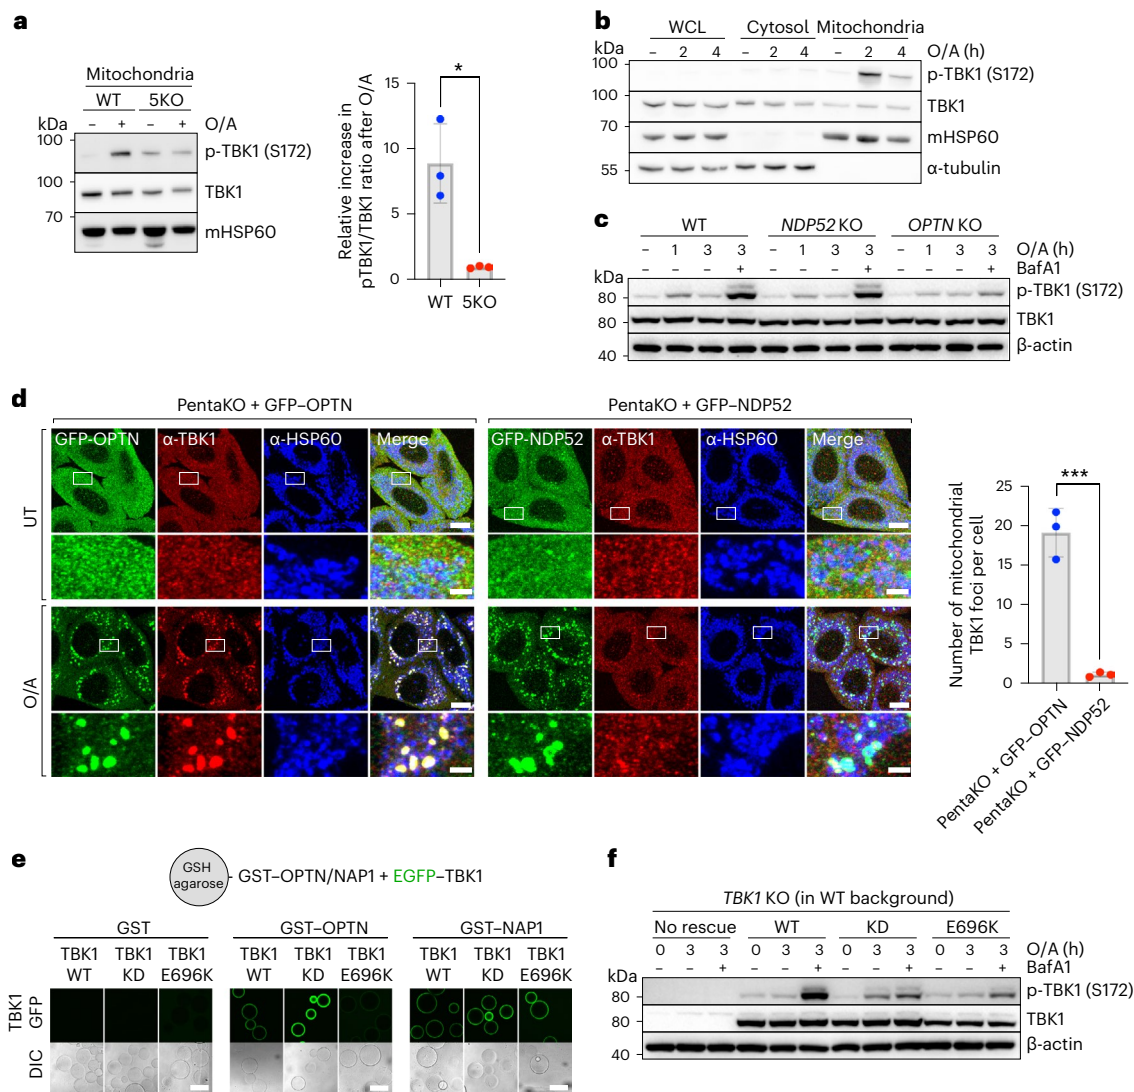 a
Mitochondria
WT 5KO
kDa – + – + O/A
100 p-TBK1 (S172)
100 TBK1
70 mHSP60
Relative increase in
pTBK1/TBK1 ratio after O/A
15
10
5
0
*
WT 5KO
b
WCL Cytosol Mitochondria
kDa – 2 4 – 2 4 – 2 4 O/A (h)
100 p-TBK1 (S172)
100 TBK1
70 mHSP60
55 α-tubulin
c
WT NDP52 KO OPTN KO
– 1 3 3 – 1 3 3 – 1 3 3 O/A (h)
kDa – – – + – – – + – – – + BafA1
80 p-TBK1 (S172)
80 TBK1
40 β-actin
d
PentaKO + GFP–OPTN PentaKO + GFP–NDP52
GFP-OPTN α-TBK1 α-HSP60 Merge GFP-NDP52 α-TBK1 α-HSP60 Merge
UT
O/A
Number of mitochondrial
TBK1 foci per cell
25
20
15
10
5
0
***
PentaKO + GFP–OPTN
PentaKO + GFP–NDP52
e
GSH
agarose
GST–OPTN/NAP1 + EGFP–TBK1
GST GST–OPTN GST–NAP1
TBK1 TBK1 TBK1 TBK1 TBK1 TBK1 TBK1 TBK1 TBK1
WT KD E696K WT KD E696K WT KD E696K
TBK1
GFP
DIC
f
TBK1 KO (in WT background)
No rescue WT KD E696K
0 3 3 0 3 3 0 3 3 0 3 3 O/A (h)
kDa – – + – – + – – + – – + BafA1
80 p-TBK1 (S172)
80 TBK1
40 β-actin